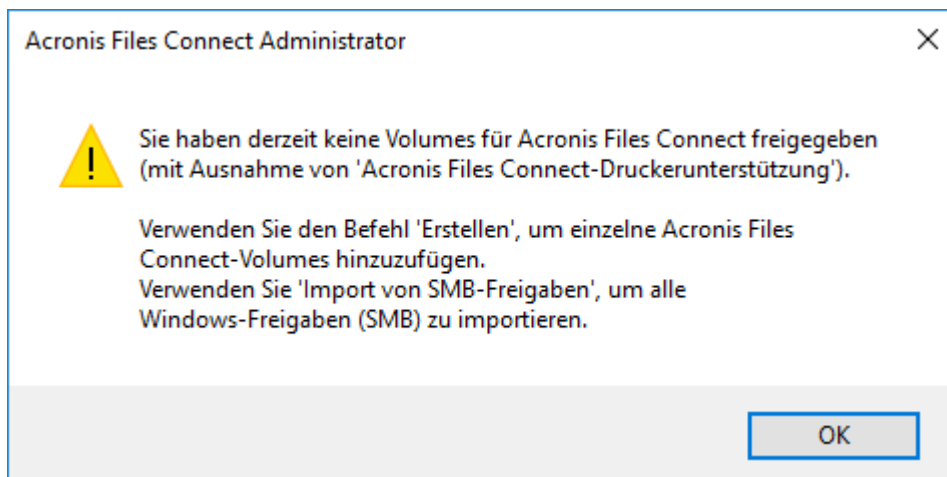 Acronis Files Connect Administrator
Sie haben derzeit keine Volumes für Acronis Files Connect freigegeben
(mit Ausnahme von 'Acronis Files Connect-Druckerunterstützung').
Verwenden Sie den Befehl 'Erstellen', um einzelne Acronis Files
Connect-Volumes hinzuzufügen.
Verwenden Sie 'Import von SMB-Freigaben', um alle
Windows-Freigaben (SMB) zu importieren.
OK